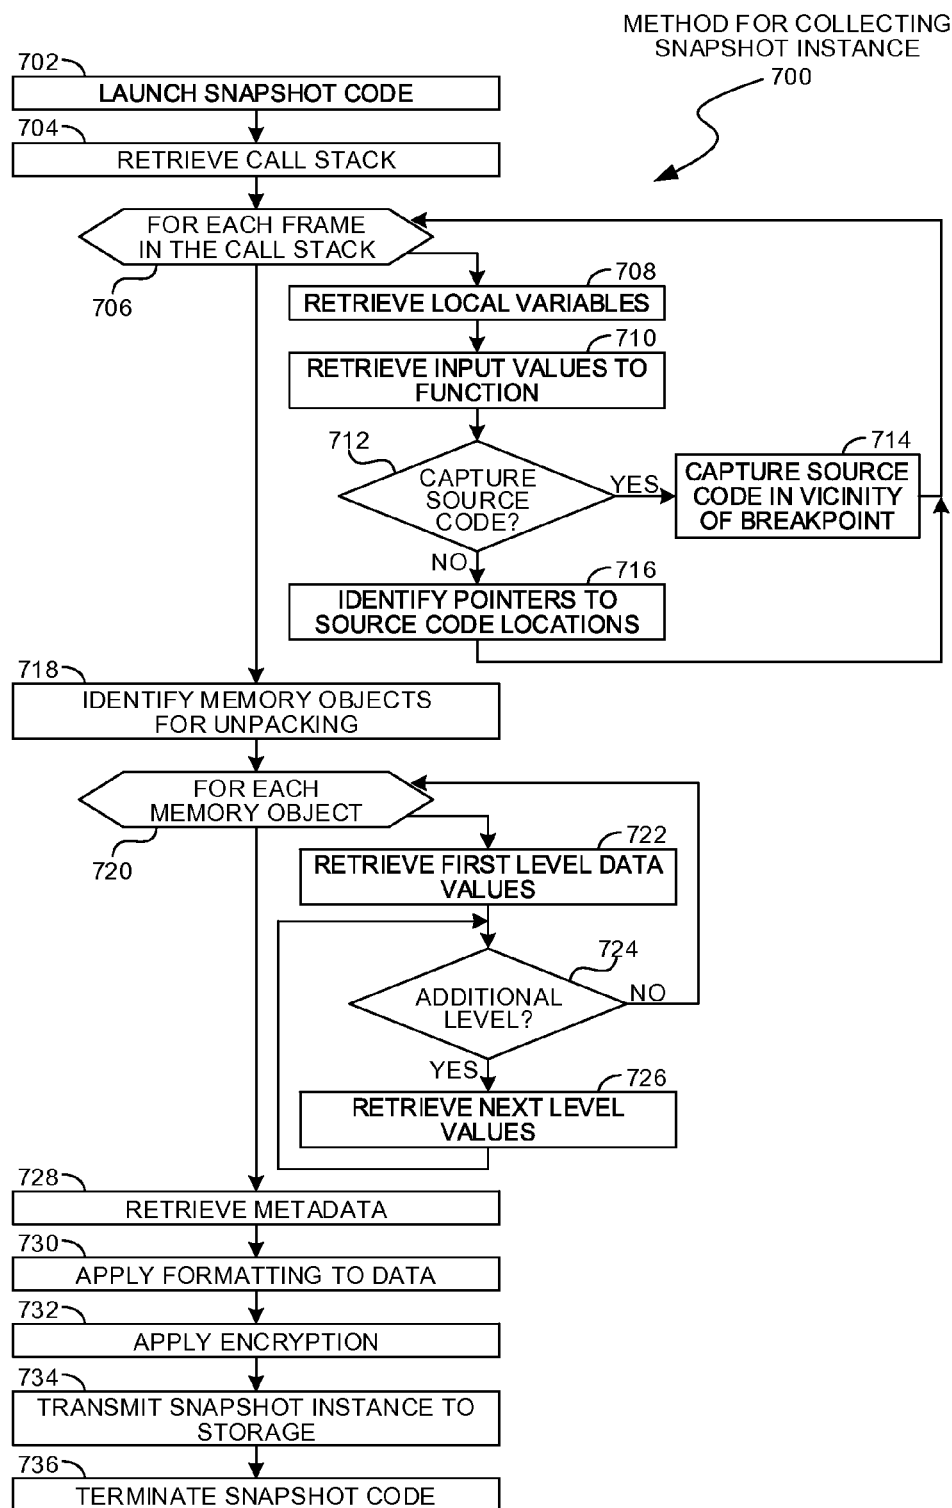 METHOD FOR COLLECTING
SNAPSHOT INSTANCE
700
702
LAUNCH SNAPSHOT CODE
704
RETRIEVE CALL STACK
FOR EACH FRAME
IN THE CALL STACK
706
708
RETRIEVE LOCAL VARIABLES
710
RETRIEVE INPUT VALUES TO
FUNCTION
712
CAPTURE
SOURCE
CODE?
YES
714
CAPTURE SOURCE
CODE IN VICINITY
OF BREAKPOINT
NO
716
IDENTIFY POINTERS TO
SOURCE CODE LOCATIONS
718
IDENTIFY MEMORY OBJECTS
FOR UNPACKING
FOR EACH
MEMORY OBJECT
720
722
RETRIEVE FIRST LEVEL DATA
VALUES
724
ADDITIONAL
LEVEL?
NO
YES
726
RETRIEVE NEXT LEVEL
VALUES
728
RETRIEVE METADATA
730
APPLY FORMATTING TO DATA
732
APPLY ENCRYPTION
734
TRANSMIT SNAPSHOT INSTANCE TO
STORAGE
736
TERMINATE SNAPSHOT CODE